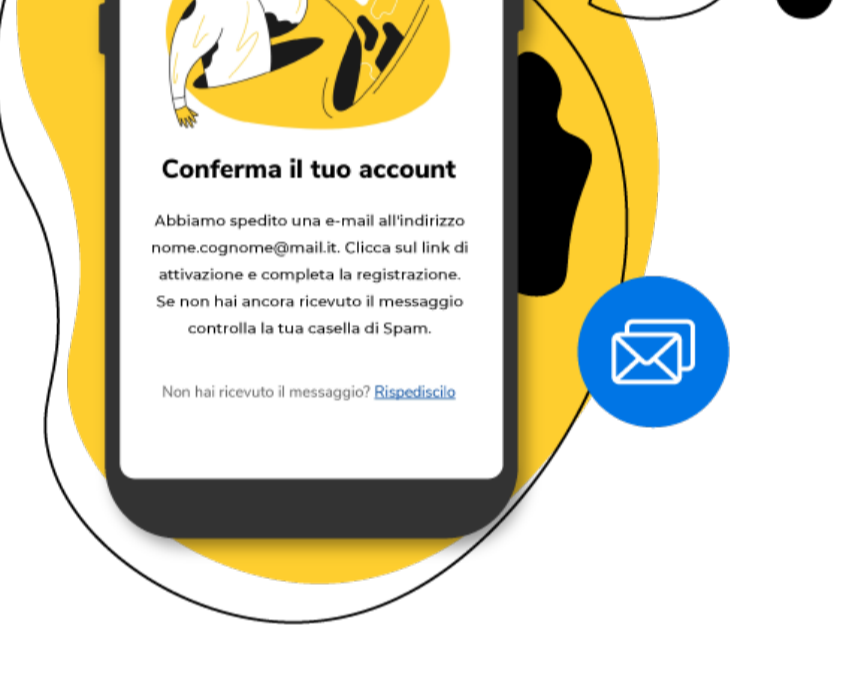 Conferma il tuo account
Abbiamo spedito una e-mail all'indirizzo
nome.cognome@mail.it. Clicca sul link di
attivazione e completa la registrazione.
Se non hai ancora ricevuto il messaggio
controlla la tua casella di Spam.
Non hai ricevuto il messaggio? Rispediscilo